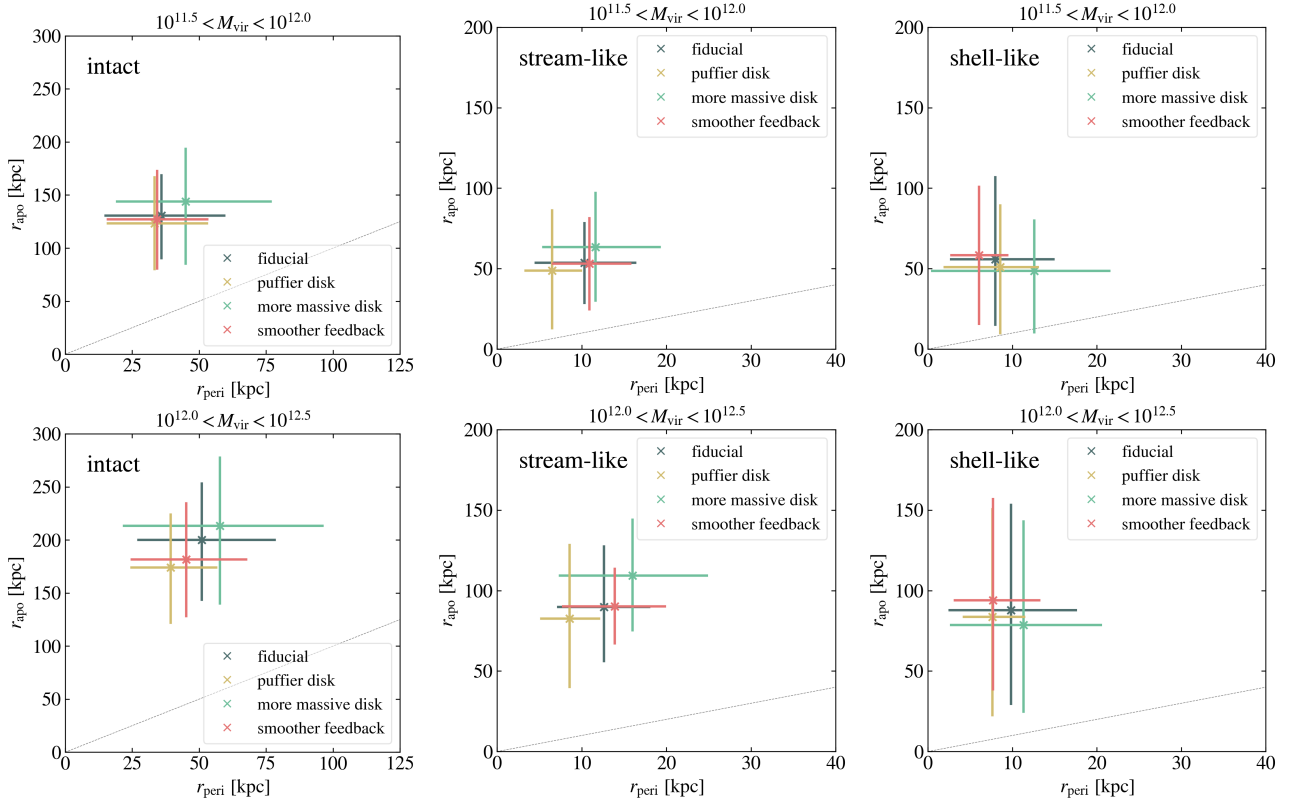 10^11.5 < M_vir < 10^12.0
intact
300
250
200
150
100
50
0
r_apo [kpc]
fiducial
puffier disk
more massive disk
smoother feedback
0 25 50 75 100 125
r_peri [kpc]
10^11.5 < M_vir < 10^12.0
stream-like
200
150
100
50
0
r_apo [kpc]
fiducial
puffier disk
more massive disk
smoother feedback
0 10 20 30 40
r_peri [kpc]
10^11.5 < M_vir < 10^12.0
shell-like
200
150
100
50
0
r_apo [kpc]
fiducial
puffier disk
more massive disk
smoother feedback
0 10 20 30 40
r_peri [kpc]
10^12.0 < M_vir < 10^12.5
intact
300
250
200
150
100
50
0
r_apo [kpc]
fiducial
puffier disk
more massive disk
smoother feedback
0 25 50 75 100 125
r_peri [kpc]
10^12.0 < M_vir < 10^12.5
stream-like
200
150
100
50
0
r_apo [kpc]
fiducial
puffier disk
more massive disk
smoother feedback
0 10 20 30 40
r_peri [kpc]
10^12.0 < M_vir < 10^12.5
shell-like
200
150
100
50
0
r_apo [kpc]
fiducial
puffier disk
more massive disk
smoother feedback
0 10 20 30 40
r_peri [kpc]